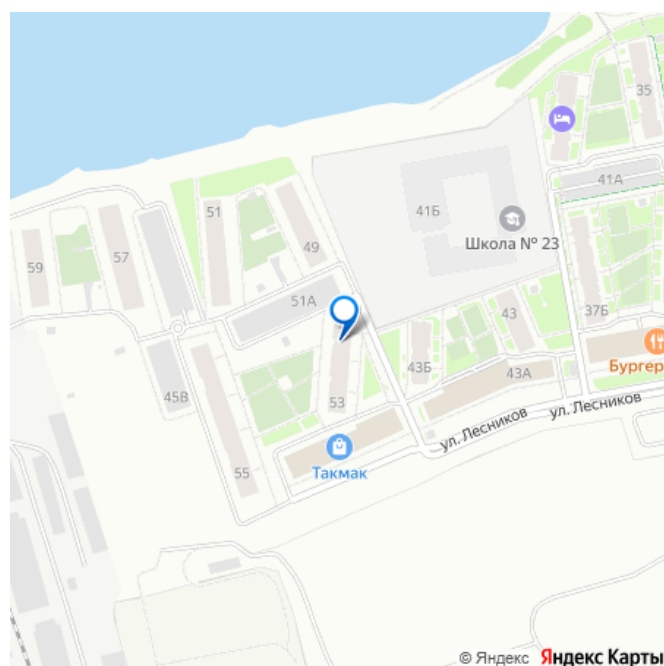 35
41А
41Б
Школа № 23
51
49
57
59
51А
43
37Б
Бургер
43Б
43А
45В
53
ул. Лесников
ул. Лесников
55
Такмак
© Яндекс Яндекс Карты